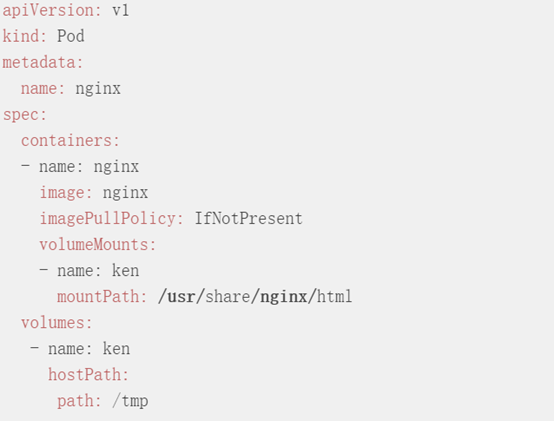 apiVersion: v1
kind: Pod
metadata:
  name: nginx
spec:
  containers:
  - name: nginx
    image: nginx
    imagePullPolicy: IfNotPresent
    volumeMounts:
    - name: ken
      mountPath: /usr/share/nginx/html
  volumes:
   - name: ken
     hostPath:
      path: /tmp